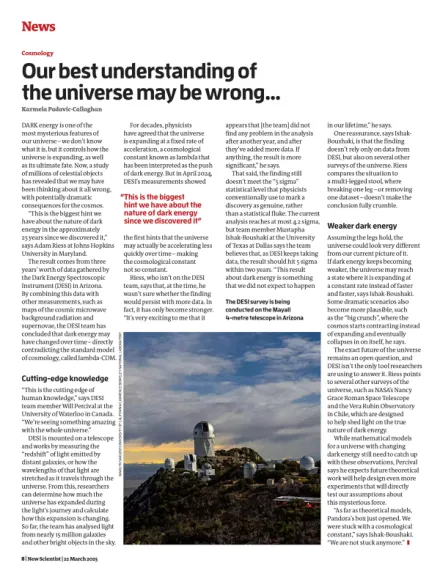 News
Cosmology
Our best understanding of
the universe may be wrong...
Karmela Padavic-Callaghan
DARK energy is one of the
most mysterious features of
our universe – we don't know
what it is, but it controls how the
universe is expanding, as well
as its ultimate fate. Now, a study
of millions of celestial objects
has revealed that we may have
been thinking about it all wrong,
with potentially dramatic
consequences for the cosmos.
"This is the biggest hint we
have about the nature of dark
energy in the approximately
25 years since we discovered it,"
says Adam Riess at Johns Hopkins
University in Maryland.
The result comes from three
years' worth of data gathered by
the Dark Energy Spectroscopic
Instrument (DESI) in Arizona.
By combining this data with
other measurements, such as
maps of the cosmic microwave
background radiation and
supernovae, the DESI team has
concluded that dark energy may
have changed over time – directly
contradicting the standard model
of cosmology, called lambda-CDM.
Cutting-edge knowledge
"This is the cutting edge of
human knowledge," says DESI
team member Will Percival at the
University of Waterloo in Canada.
"We're seeing something amazing
with the whole universe."
DESI is mounted on a telescope
and works by measuring the
"redshift" of light emitted by
distant galaxies, or how the
wavelengths of that light are
stretched as it travels through the
universe. From this, researchers
can determine how much the
universe has expanded during
the light's journey and calculate
how this expansion is changing.
So far, the team has analysed light
from nearly 15 million galaxies
and other bright objects in the sky.
For decades, physicists
have agreed that the universe
is expanding at a fixed rate of
acceleration, a cosmological
constant known as lambda that
has been interpreted as the push
of dark energy. But in April 2024,
DESI's measurements showed
"This is the biggest
hint we have about the
nature of dark energy
since we discovered it"
the first hints that the universe
may actually be accelerating less
quickly over time – making
the cosmological constant
not so constant.
Riess, who isn't on the DESI
team, says that, at the time, he
wasn't sure whether the finding
would persist with more data. In
fact, it has only become stronger.
"It's very exciting to me that it
appears that [the team] did not
find any problem in the analysis
after another year, and after
they've added more data. If
anything, the result is more
significant," he says.
That said, the finding still
doesn't meet the "5 sigma"
statistical level that physicists
conventionally use to mark a
discovery as genuine, rather
than a statistical fluke. The current
analysis reaches at most 4.2 sigma,
but team member Mustapha
Ishak-Boushaki at the University
of Texas at Dallas says the team
believes that, as DESI keeps taking
data, the result should hit 5 sigma
within two years. "This result
about dark energy is something
that we did not expect to happen
The DESI survey is being
conducted on the Mayall
4-metre telescope in Arizona
in our lifetime," he says.
One reassurance, says Ishak-
Boushaki, is that the finding
doesn't rely only on data from
DESI, but also on several other
surveys of the universe. Riess
compares the situation to
a multi-legged stool, where
breaking one leg – or removing
one dataset – doesn't make the
conclusion fully crumble.
Weaker dark energy
Assuming the legs hold, the
universe could look very different
from our current picture of it.
If dark energy keeps becoming
weaker, the universe may reach
a state where it is expanding at
a constant rate instead of faster
and faster, says Ishak-Boushaki.
Some dramatic scenarios also
become more plausible, such
as the "big crunch", where the
cosmos starts contracting instead
of expanding and eventually
collapses in on itself, he says.
The exact future of the universe
remains an open question, and
DESI isn't the only tool researchers
are using to answer it. Riess points
to several other surveys of the
universe, such as NASA's Nancy
Grace Roman Space Telescope
and the Vera Rubin Observatory
in Chile, which are designed
to help shed light on the true
nature of dark energy.
While mathematical models
for a universe with changing
dark energy still need to catch up
with these observations, Percival
says he expects future theoretical
work will help design even more
experiments that will directly
test our assumptions about
this mysterious force.
"As far as theoretical models,
Pandora's box just opened. We
were stuck with a cosmological
constant," says Ishak-Boushaki.
"We are not stuck anymore."
8 | New Scientist | 22 March 2025